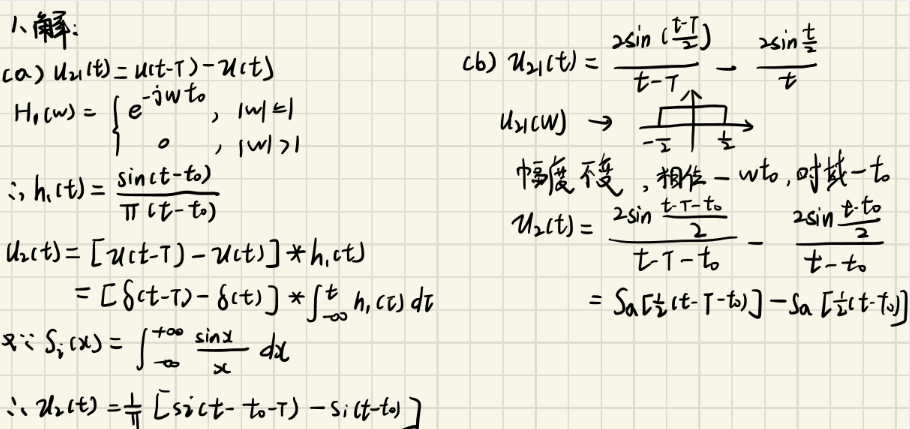 1、解:
(a) u₂₁(t) = u(t-T) - u(t)
H₁(w) = { e^{-jwt₀}, |w|≤1
0, |w|>1
∴ h₁(t) = sin(t-t₀) / π(t-t₀)
u₂(t) = [u(t-T) - u(t)] * h₁(t)
= [δ(t-T) - δ(t)] * ∫_{-∞}^{t} h₁(τ) dτ
又∵ Sᵢ(x) = ∫_{-∞}^{+∞} sinx / x dx
∴ u₂(t) = 1/π [si(t-t₀-T) - si(t-t₀)]
(b) u₂₁(t) = 2sin(t-T / 2) / t-T - 2sin t/2 / t
u₂₁(w) →
-1/2 1/2
幅度不变,相位-wt₀,时域-t₀
u₂(t) = 2sin t-T-t₀ / 2 / t-T-t₀ - 2sin t-t₀ / 2 / t-t₀
= Sa[1/2(t-T-t₀)] - Sa[1/2(t-t₀)]